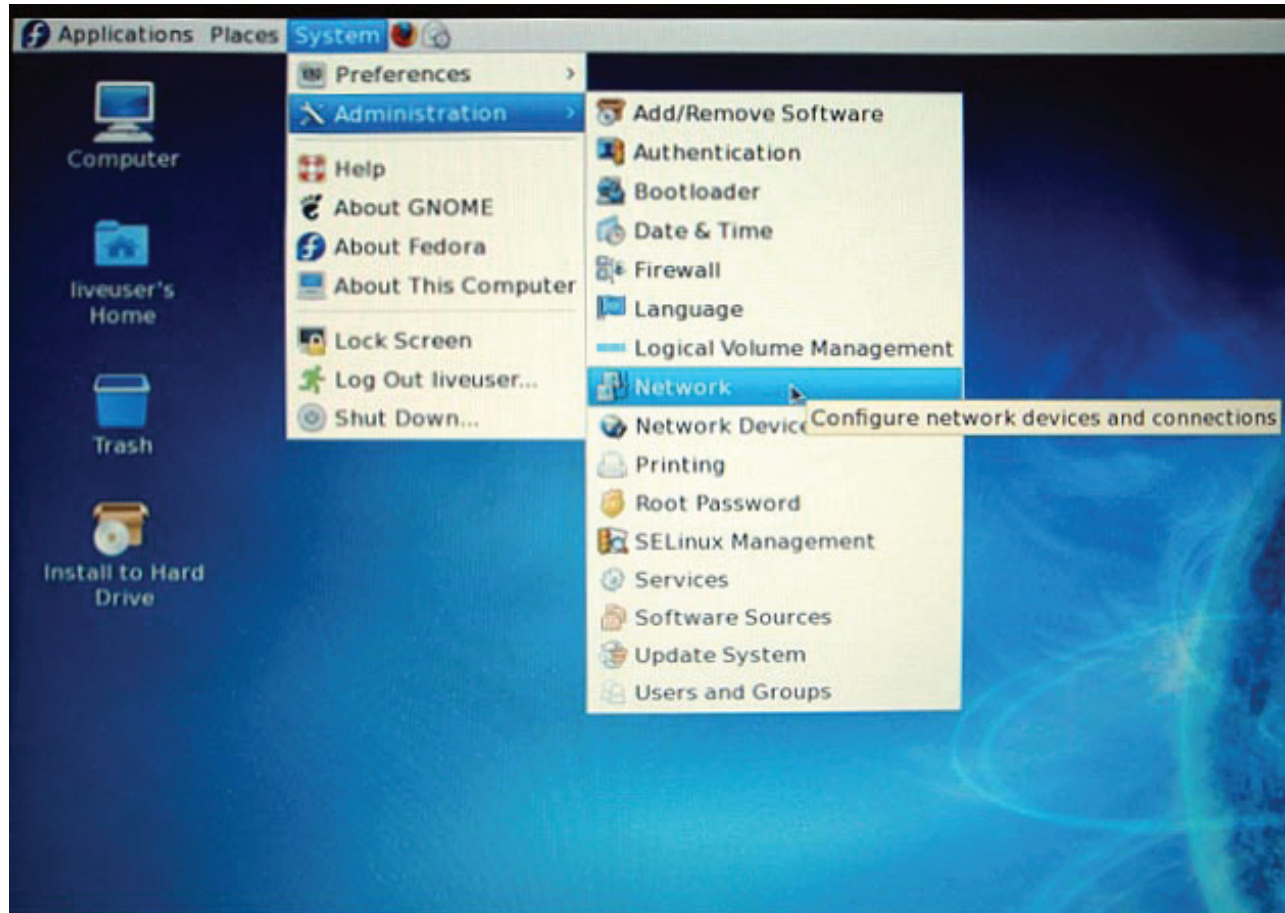 Applications Places System
Preferences
Administration
Help
About GNOME
About Fedora
About This Computer
Lock Screen
Log Out liveuser...
Shut Down...
Add/Remove Software
Authentication
Bootloader
Date & Time
Firewall
Language
Logical Volume Management
Network
Configure network devices and connections
Network Device
Printing
Root Password
SELinux Management
Services
Software Sources
Update System
Users and Groups
Computer
liveuser's
Home
Trash
Install to Hard
Drive